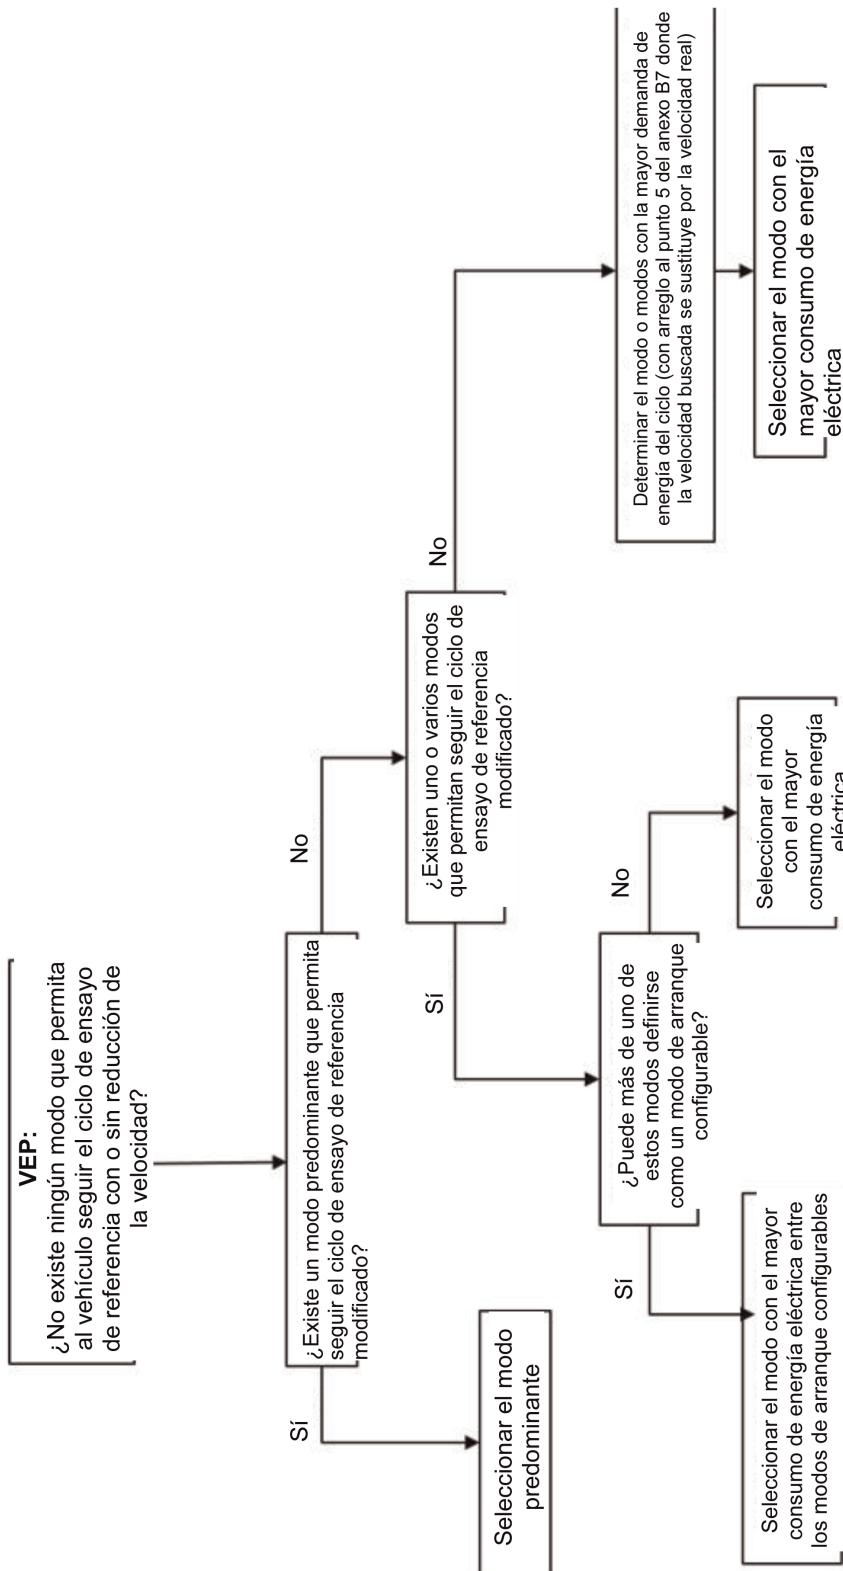 VEP:
¿No existe ningún modo que permita
al vehículo seguir el ciclo de ensayo
de referencia con o sin reducción de
la velocidad?
¿Existe un modo predominante que permita
seguir el ciclo de ensayo de referencia
modificado?
Sí
No
Seleccionar el modo
predominante
¿Existen uno o varios modos
que permitan seguir el ciclo de
ensayo de referencia
modificado?
Sí
No
¿Puede más de uno de
estos modos definirse
como un modo de arranque
configurable?
Sí
No
Seleccionar el modo con el mayor
consumo de energía eléctrica entre
los modos de arranque configurables
Seleccionar el modo
con el mayor
consumo de energía
eléctrica
Determinar el modo o modos con la mayor demanda de
energía del ciclo (con arreglo al punto 5 del anexo B7 donde
la velocidad buscada se sustituye por la velocidad real)
Seleccionar el modo con el
mayor consumo de energía
eléctrica